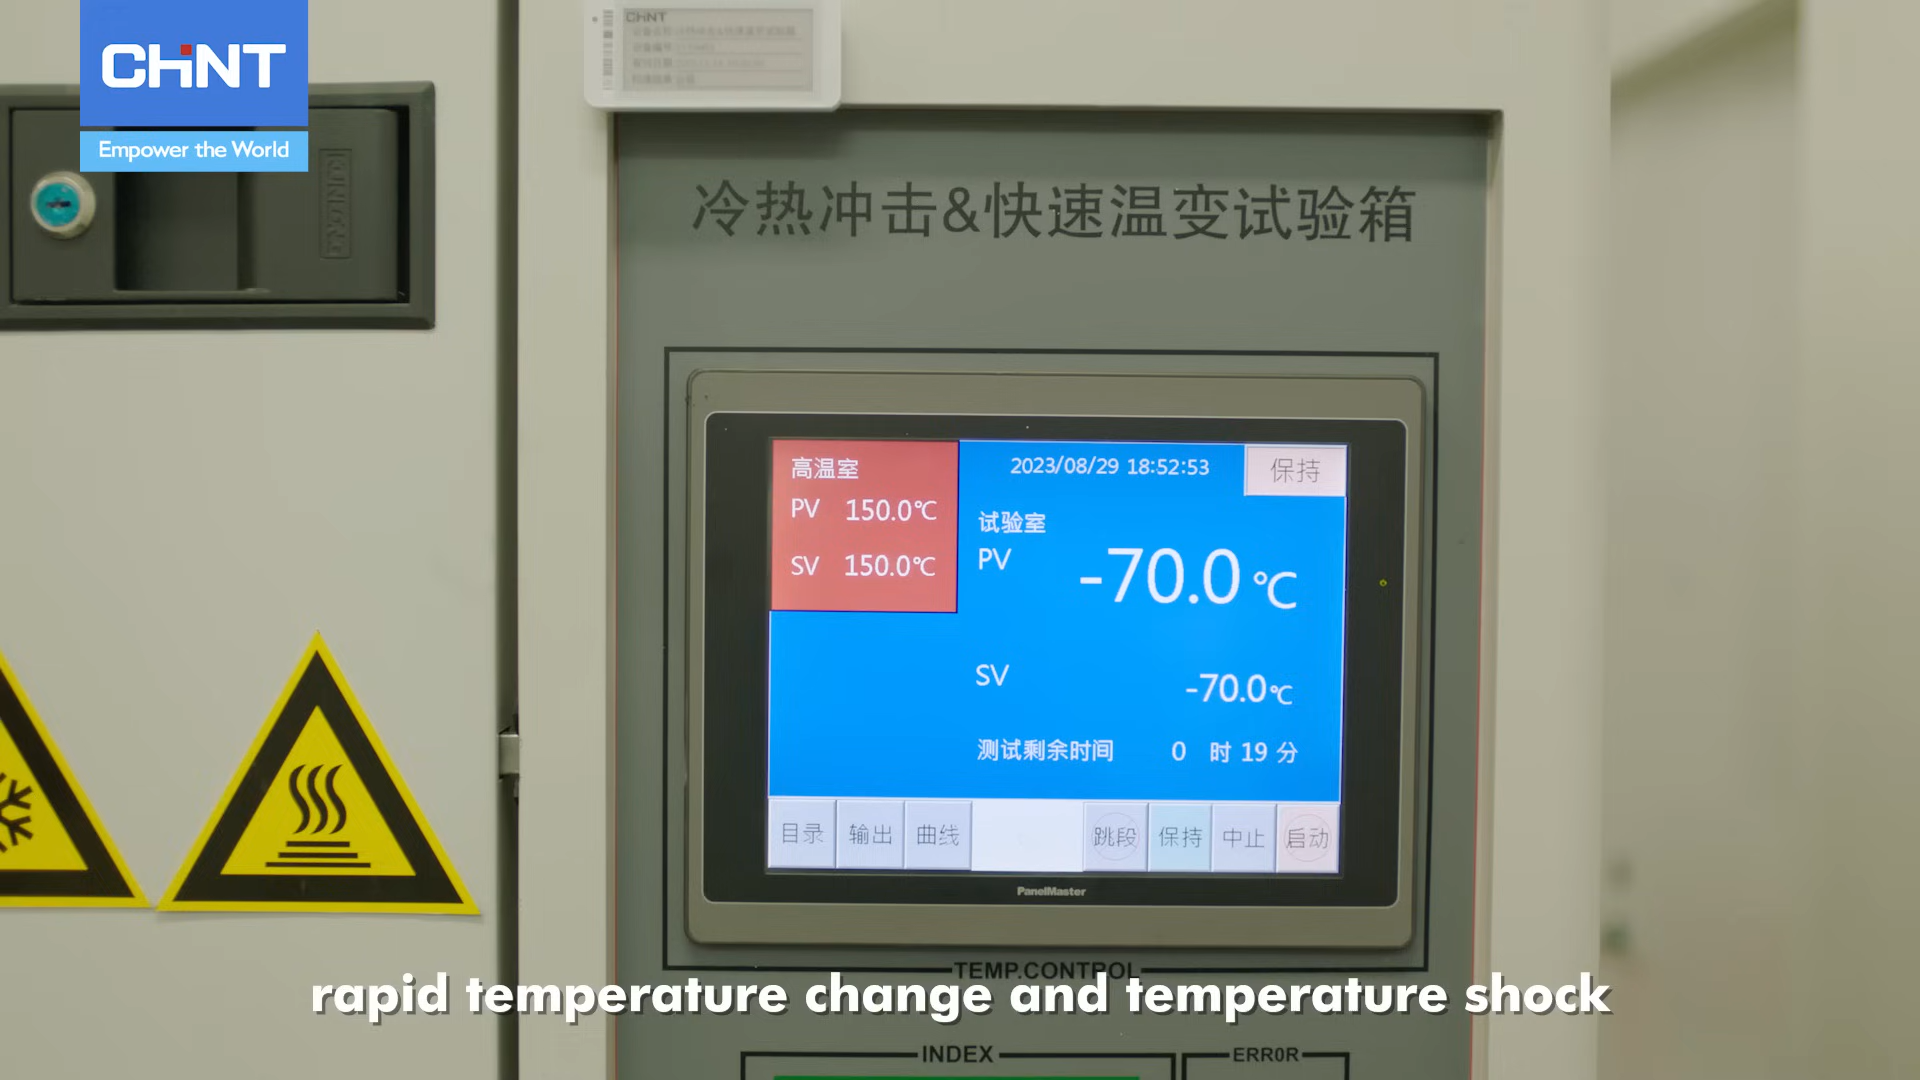 CHINT
Empower the World
CHINT
冷热冲击&快速温变试验箱
高温室
PV 150.0℃
SV 150.0℃
2023/08/29 18:52:53
保持
试验室
PV -70.0 ℃
SV -70.0℃
测试剩余时间 0 时 19 分
目录 输出 曲线 跳段 保持 中止 启动
PanelMaster
TEMP.CONTROL
rapid temperature change and temperature shock
INDEX
ERROR